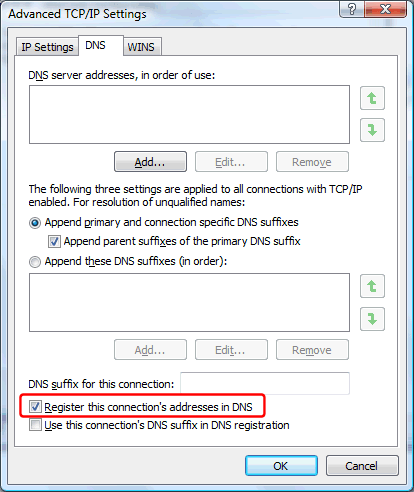 Advanced TCP/IP Settings
IP Settings DNS WINS
DNS server addresses, in order of use:
Add... Edit... Remove
The following three settings are applied to all connections with TCP/IP
enabled. For resolution of unqualified names:
Append primary and connection specific DNS suffixes
Append parent suffixes of the primary DNS suffix
Append these DNS suffixes (in order):
Add... Edit... Remove
DNS suffix for this connection:
Register this connection's addresses in DNS
Use this connection's DNS suffix in DNS registration
OK Cancel